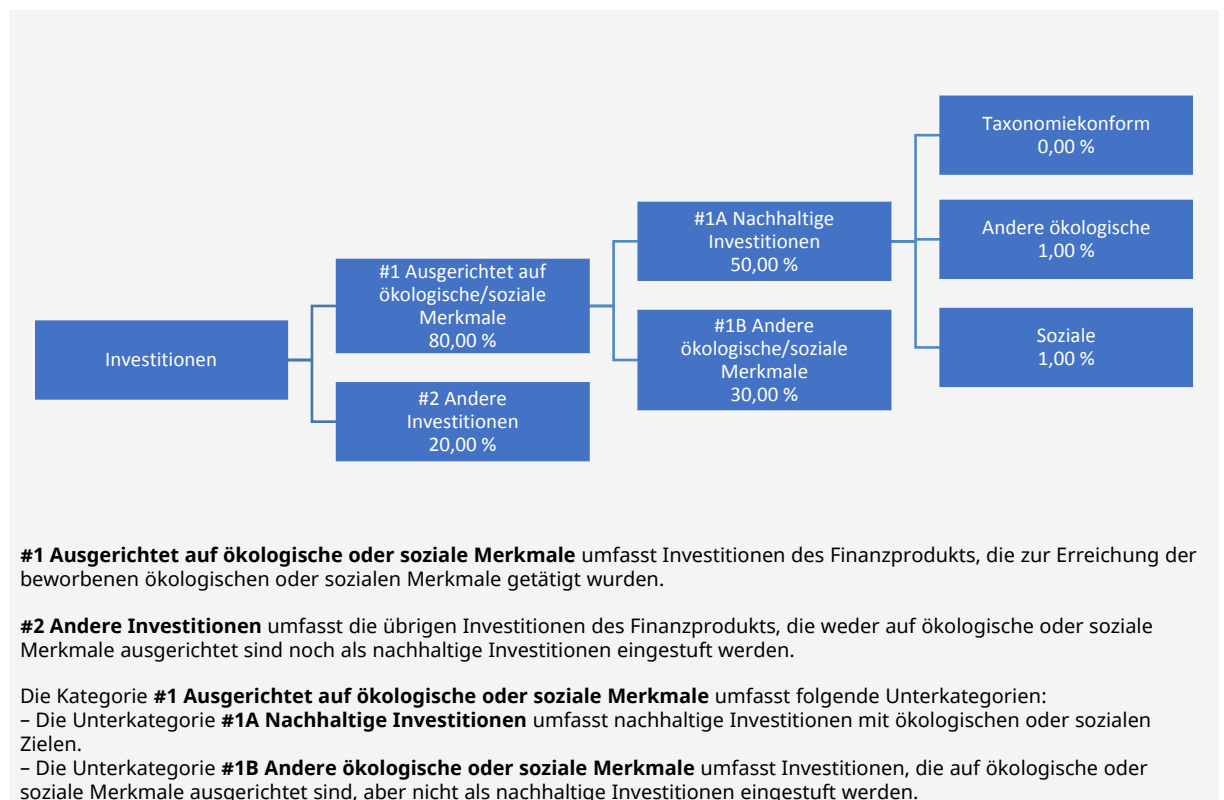 Taxonomiekonform
0,00 %
#1A Nachhaltige
Investitionen
50,00 %
Andere ökologische
1,00 %
#1 Ausgerichtet auf
ökologische/soziale
Merkmale
80,00 %
#1B Andere
ökologische/soziale
Merkmale
30,00 %
Soziale
1,00 %
Investitionen
#2 Andere
Investitionen
20,00 %
#1 Ausgerichtet auf ökologische oder soziale Merkmale umfasst Investitionen des Finanzprodukts, die zur Erreichung der
beworbenen ökologischen oder sozialen Merkmale getätigt wurden.
#2 Andere Investitionen umfasst die übrigen Investitionen des Finanzprodukts, die weder auf ökologische oder soziale
Merkmale ausgerichtet sind noch als nachhaltige Investitionen eingestuft werden.
Die Kategorie #1 Ausgerichtet auf ökologische oder soziale Merkmale umfasst folgende Unterkategorien:
– Die Unterkategorie #1A Nachhaltige Investitionen umfasst nachhaltige Investitionen mit ökologischen oder sozialen
Zielen.
– Die Unterkategorie #1B Andere ökologische oder soziale Merkmale umfasst Investitionen, die auf ökologische oder
soziale Merkmale ausgerichtet sind, aber nicht als nachhaltige Investitionen eingestuft werden.